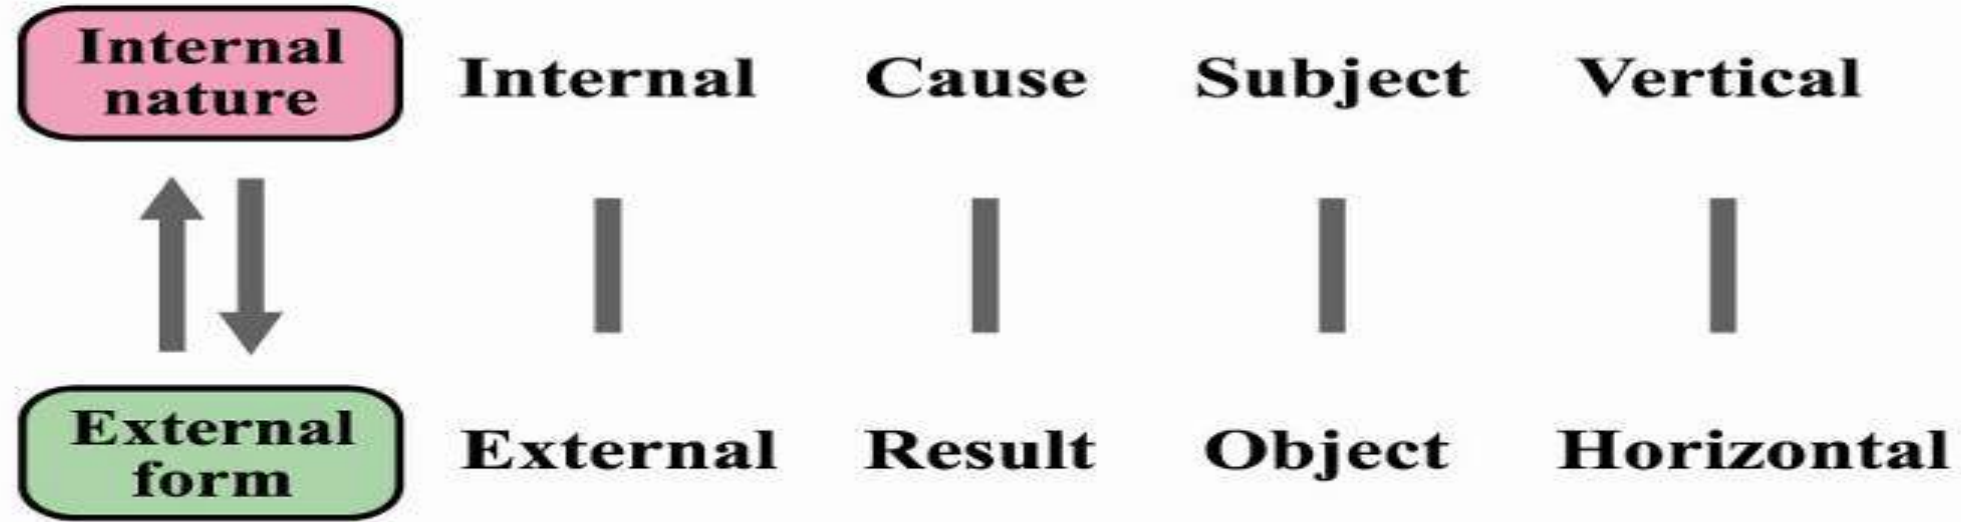 Internal
nature
Internal Cause Subject Vertical
External
form
External Result Object Horizontal